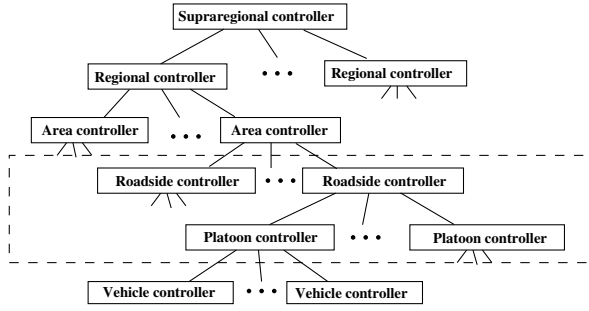 Supraregional controller
Regional controller
Regional controller
Area controller
Area controller
Roadside controller
Roadside controller
Platoon controller
Platoon controller
Vehicle controller
Vehicle controller